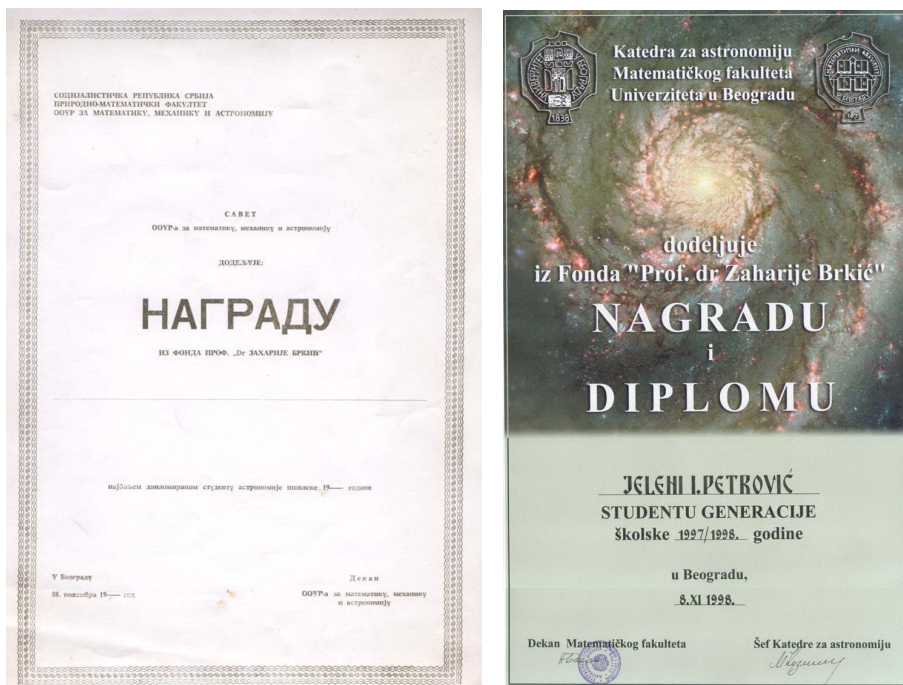 СОЦИЈАЛИСТИЧКА РЕПУБЛИКА СРБИЈА
ПРИРОДНО-МАТЕМАТИЧКИ ФАКУЛТЕТ
ООУР ЗА МАТЕМАТИКУ, МЕХАНИКУ И АСТРОНОМИЈУ
САВЕТ
ООУР-а за математику, механику и астрономију
ДОДЕЉУЈЕ:
НАГРАДУ
ИЗ ФОНДА ПРОФ. „Dr ЗАХАРИЈЕ БРКИЋ“
најбољем дипломираном студенту астрономије школске 19— године
У Београду
08. новембра 19— год
Декан
ООУР-а за математику, механику
и астрономију
Katedra za astronomiju
Matematičkog fakulteta
Univerziteta u Beogradu
1838
dodeljuje
iz Fonda "Prof. dr Zaharije Brkić"
NAGRADU
i
DIPLOMU
JELENI I. PETROVIĆ
STUDENTU GENERACIJE
školske 1997/1998. godine
u Beogradu,
8.XI 1998.
Dekan Matematičkog fakulteta
Šef Katedre za astronomiju